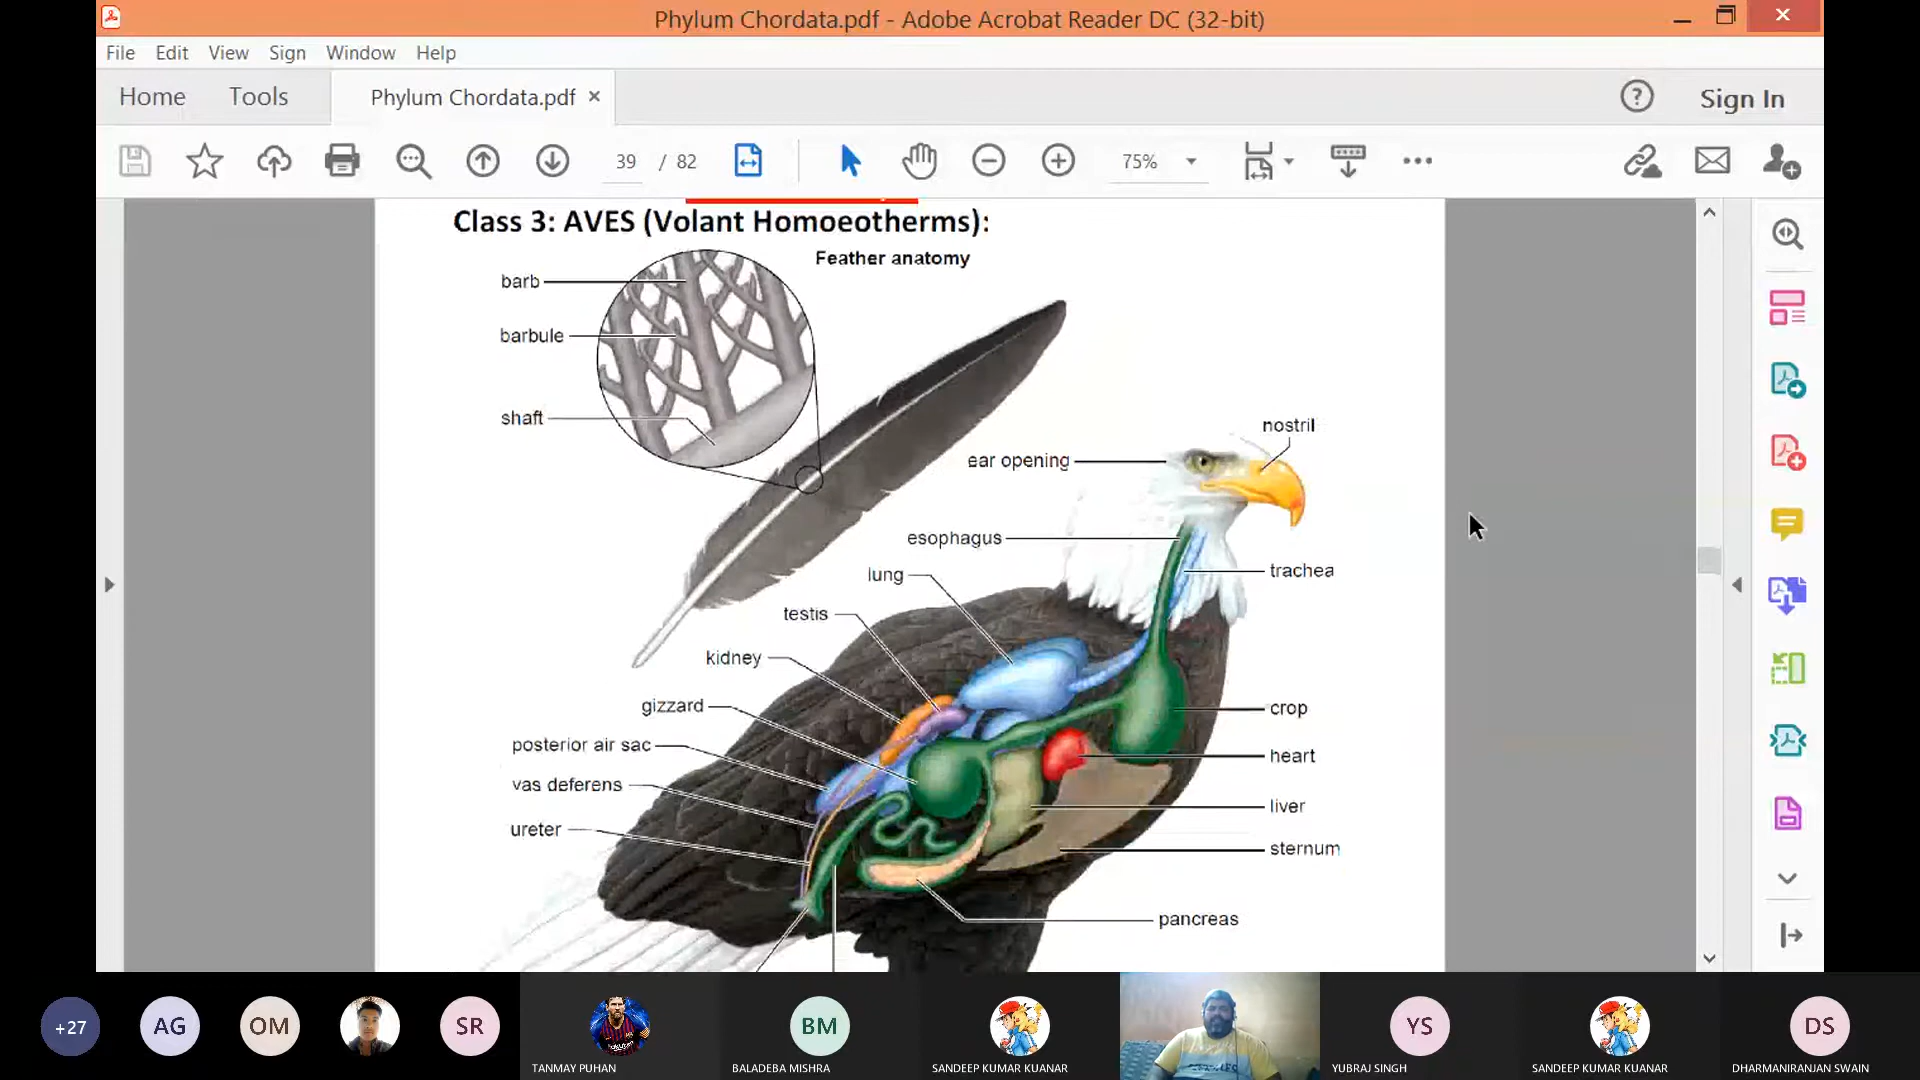 Phylum Chordata.pdf - Adobe Acrobat Reader DC (32-bit)
File Edit View Sign Window Help
Home Tools Phylum Chordata.pdf × Sign In
39 / 82 75%
Class 3: AVES (Volant Homoeotherms):
Feather anatomy
barb
barbule
shaft
nostril
ear opening
esophagus
lung
trachea
testis
kidney
gizzard
crop
posterior air sac
heart
vas deferens
liver
ureter
sternum
pancreas
+27 AG OM SR BM YS DS
TANMAY PUHAN BALADEBA MISHRA SANDEEP KUMAR KUANAR YUBRAJ SINGH SANDEEP KUMAR KUANAR DHARMANIRANJAN SWAIN